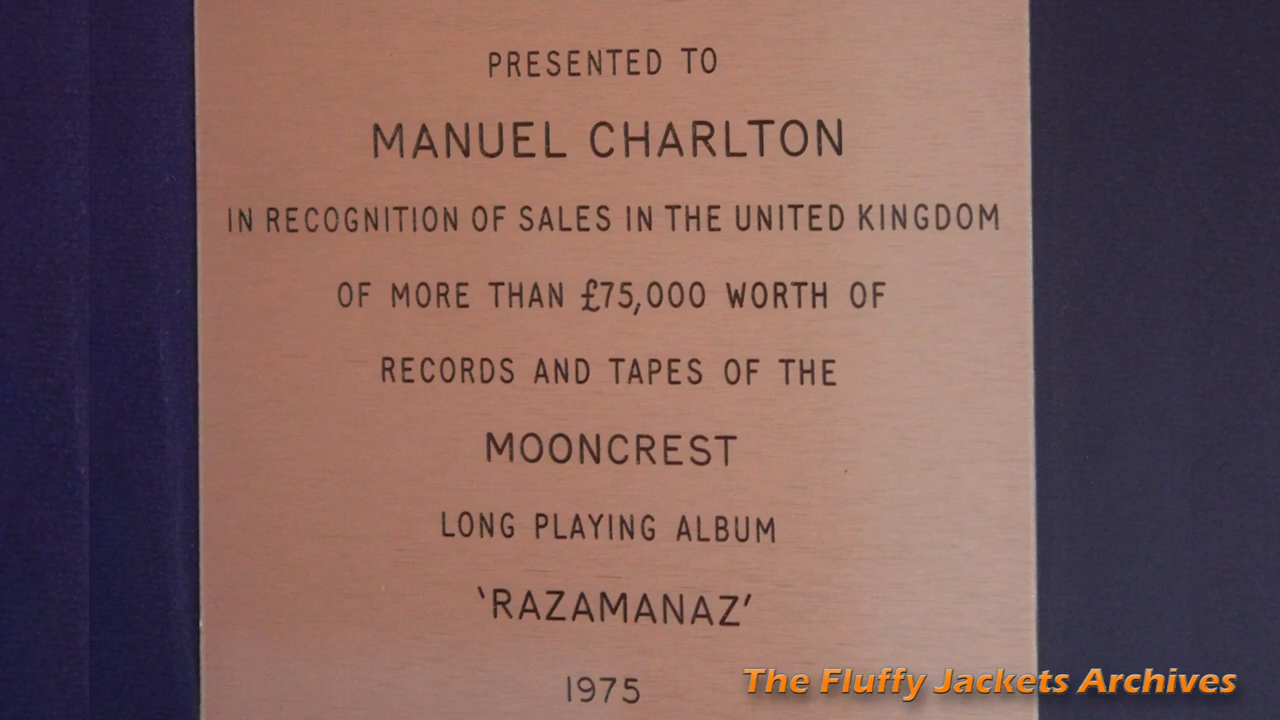 PRESENTED TO
MANUEL CHARLTON
IN RECOGNITION OF SALES IN THE UNITED KINGDOM
OF MORE THAN £75,000 WORTH OF
RECORDS AND TAPES OF THE
MOONCREST
LONG PLAYING ALBUM
‘RAZAMANAZ’
1975
The Fluffy Jackets Archives